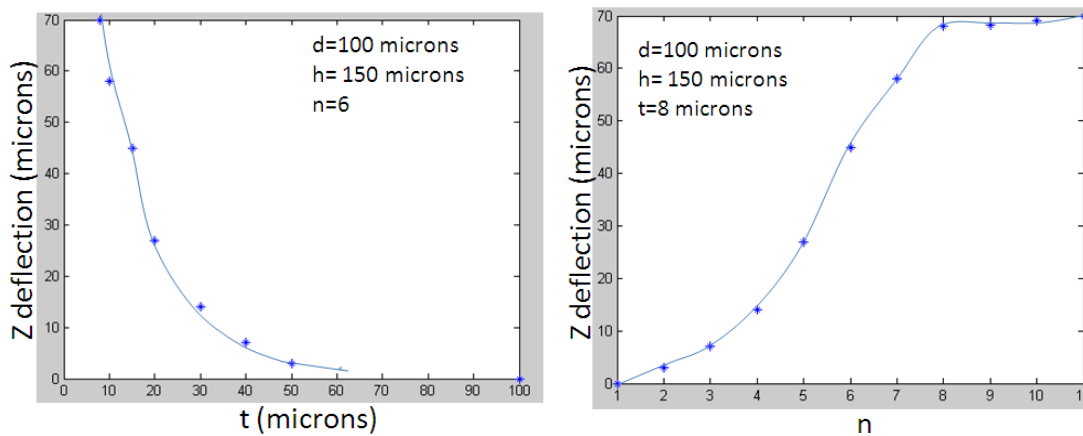 70
60
50
40
30
20
10
0
Z deflection (microns)
d=100 microns
h= 150 microns
n=6
0 10 20 30 40 50 60 70 80 90 100
t (microns)
70
60
50
40
30
20
10
0
Z deflection (microns)
d=100 microns
h= 150 microns
t=8 microns
1 2 3 4 5 6 7 8 9 10
n